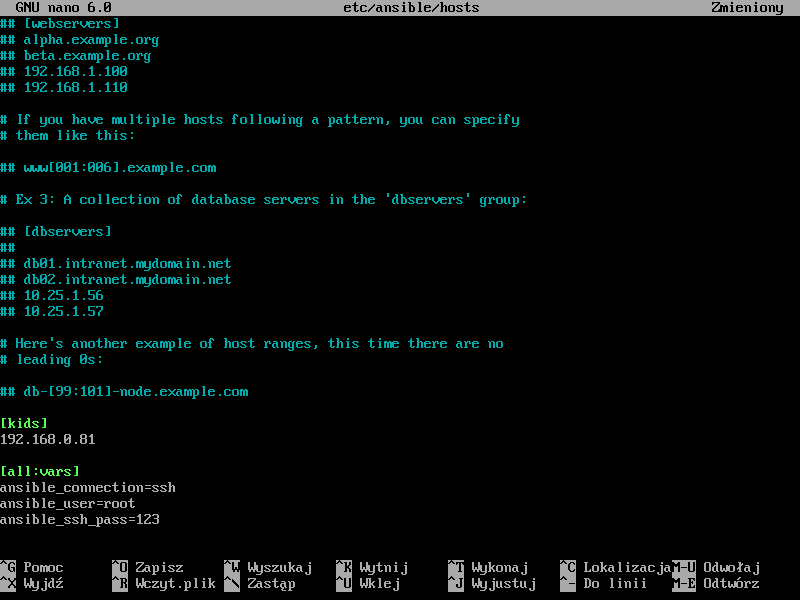 GNU nano 6.0 etc/ansible/hosts Zmieniony
## [webservers]
## alpha.example.org
## beta.example.org
## 192.168.1.100
## 192.168.1.110
# If you have multiple hosts following a pattern, you can specify
# them like this:
## www[001:006].example.com
# Ex 3: A collection of database servers in the 'dbservers' group:
## [dbservers]
##
## db01.intranet.mydomain.net
## db02.intranet.mydomain.net
## 10.25.1.56
## 10.25.1.57
# Here's another example of host ranges, this time there are no
# leading 0s:
## db-[99:101]-node.example.com
[kids]
192.168.0.81
[all:vars]
ansible_connection=ssh
ansible_user=root
ansible_ssh_pass=123
^G Pomoc ^O Zapisz ^W Wyszukaj ^K Wytnij ^T Wykonaj ^C Lokalizacja M-U Odwołaj
^X Wyjdź ^R Wczyt.plik ^\ Zastąp ^U Wklej ^J Wyjustuj ^- Do linii M-E Odtwórz